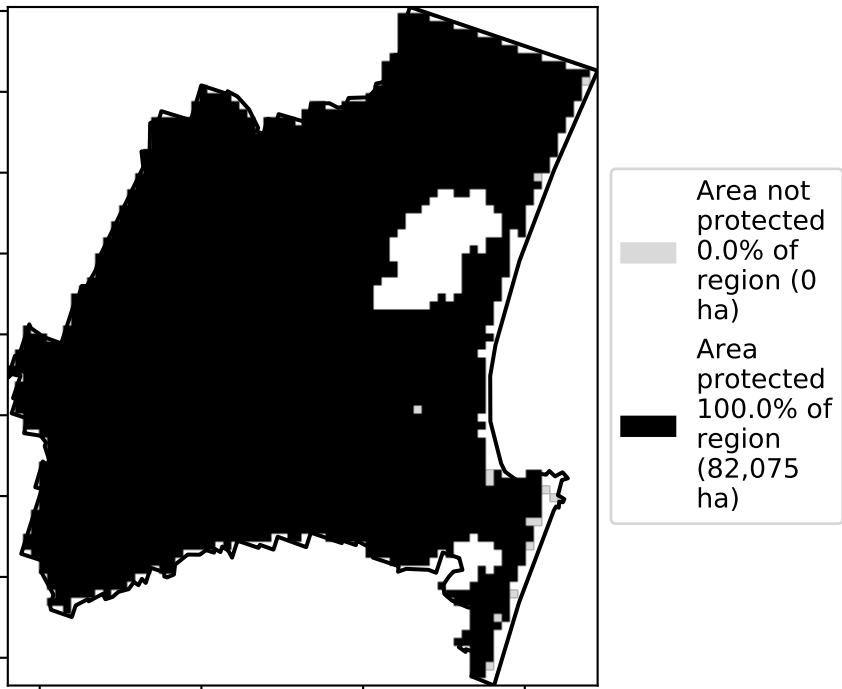 Area not
protected
0.0% of
region (0
ha)
Area
protected
100.0% of
region
(82,075
ha)